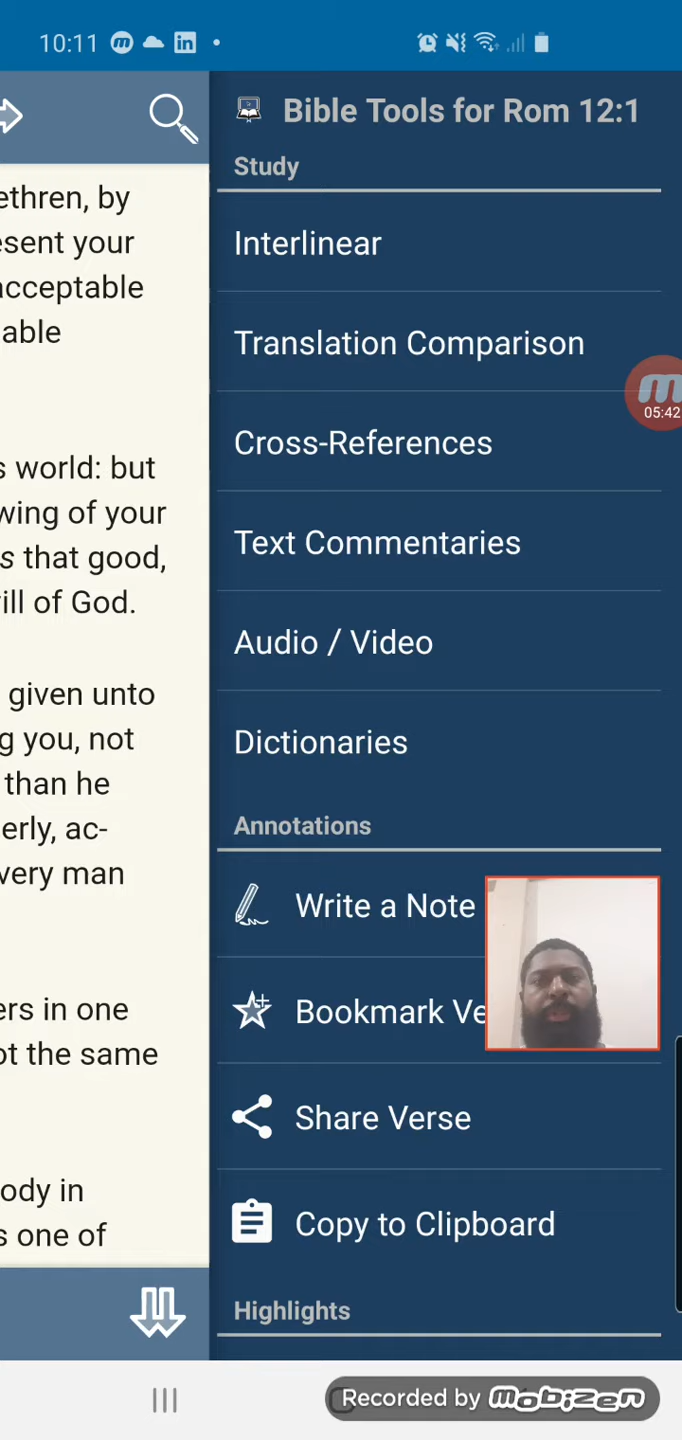 10:11
Bible Tools for Rom 12:1
Study
Interlinear
Translation Comparison
Cross-References
Text Commentaries
Audio / Video
Dictionaries
Annotations
Write a Note
Bookmark Ve
Share Verse
Copy to Clipboard
Highlights
ethren, by
esent your
acceptable
able
s world: but
wing of your
s that good,
ill of God.
given unto
g you, not
than he
erly, ac-
very man
ers in one
ot the same
ody in
s one of
05:42
Recorded by mobizen